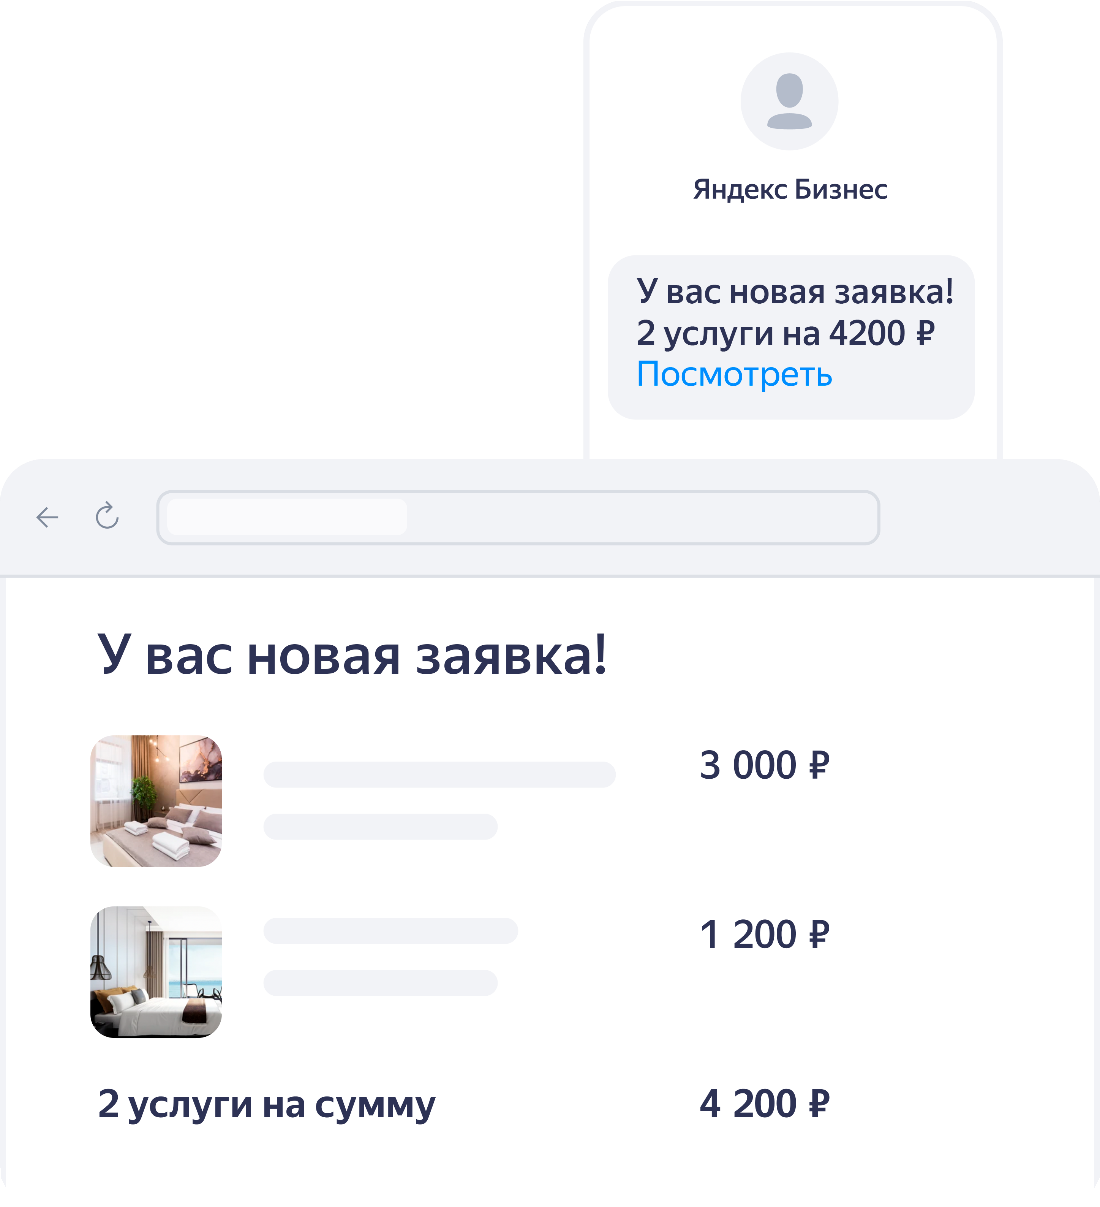 Яндекс Бизнес
У вас новая заявка!
2 услуги на 4200 ₽
Посмотреть
У вас новая заявка!
3 000 ₽
1 200 ₽
2 услуги на сумму 4 200 ₽